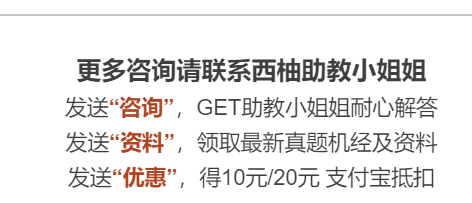 更多咨询请联系西柚助教小姐姐
发送“咨询”，GET助教小姐姐耐心解答
发送“资料”，领取最新真题机经及资料
发送“优惠”，得10元/20元 支付宝抵扣